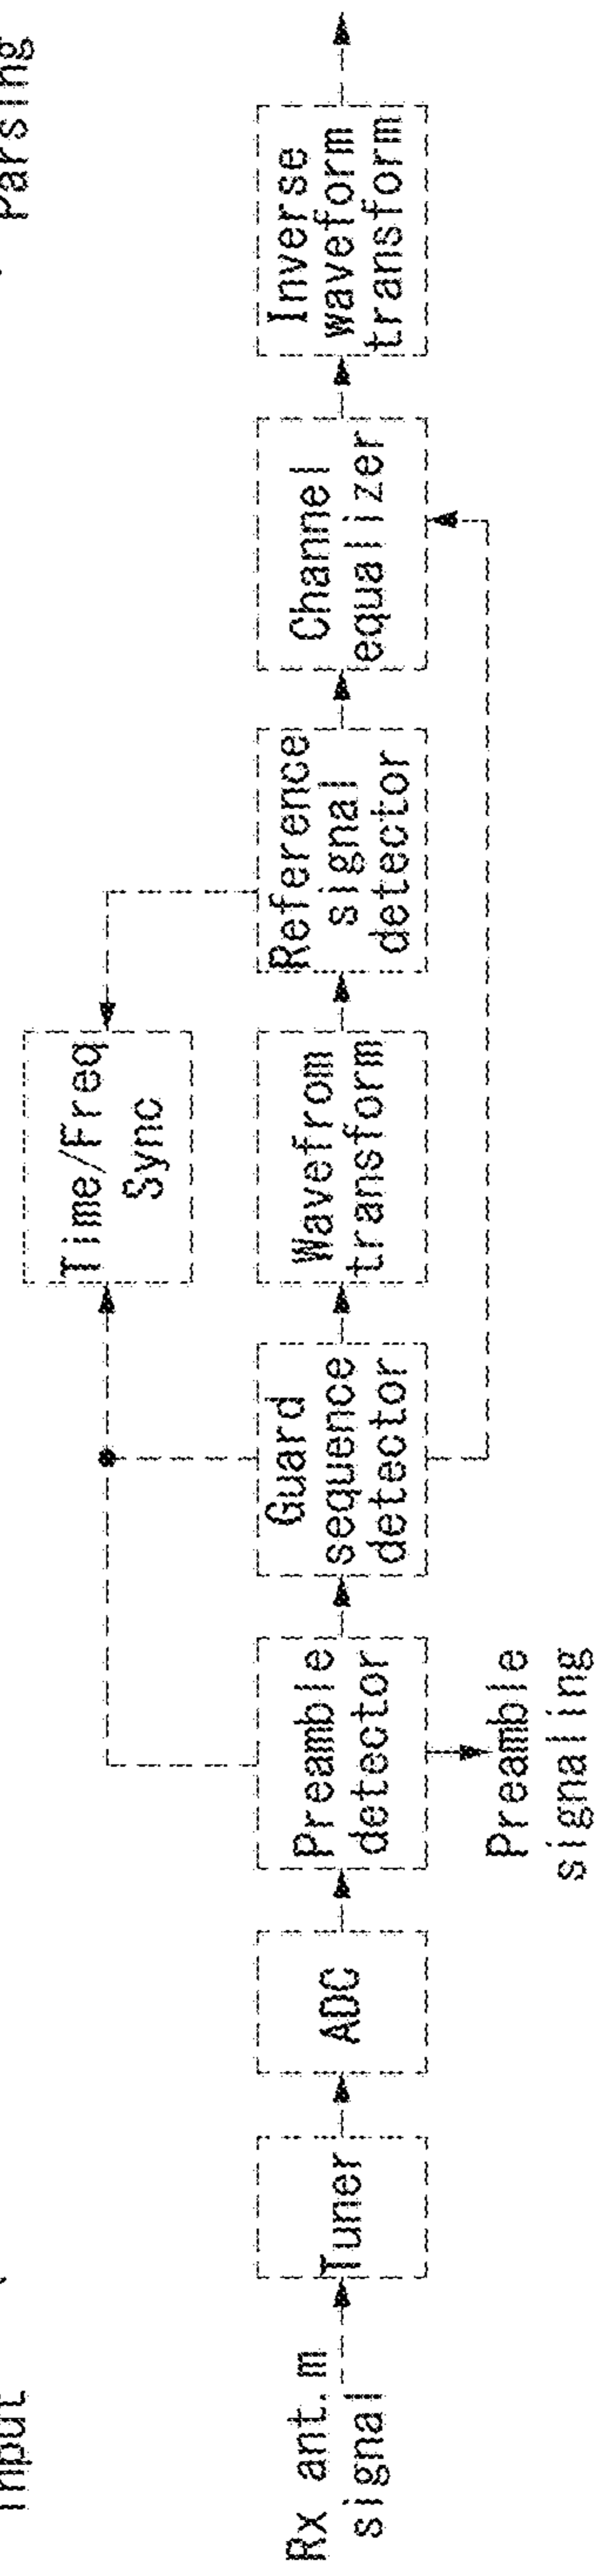 Input
Parsing
Time/Freq
Sync
Rx ant.m
signal
Tuner
ADC
Preamble
detector
Guard
sequence
detector
Wavefrom
transform
Reference
signal
detector
Channel
equalizer
Inverse
waveform
transform
Preamble
signaling